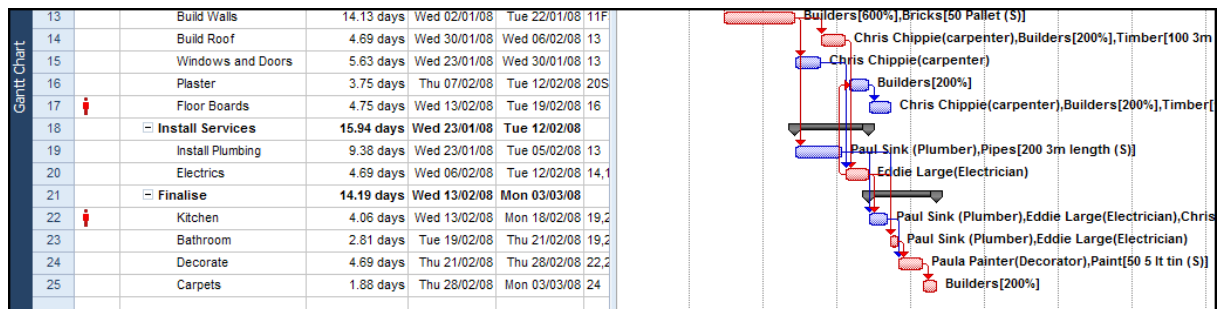 Gantt Chart
13 Build Walls 14.13 days Wed 02/01/08 Tue 22/01/08 11F Builders[600%],Bricks[50 Pallet (S)]
14 Build Roof 4.69 days Wed 30/01/08 Wed 06/02/08 13 Chris Chippie(carpenter),Builders[200%],Timber[100 3m
15 Windows and Doors 5.63 days Wed 23/01/08 Wed 30/01/08 13 Chris Chippie(carpenter)
16 Plaster 3.75 days Thu 07/02/08 Tue 12/02/08 20S Builders[200%]
17 Floor Boards 4.75 days Wed 13/02/08 Tue 19/02/08 16 Chris Chippie(carpenter),Builders[200%],Timber[
18 Install Services 15.94 days Wed 23/01/08 Tue 12/02/08
19 Install Plumbing 9.38 days Wed 23/01/08 Tue 05/02/08 13 Paul Sink (Plumber),Pipes[200 3m length (S)]
20 Electrics 4.69 days Wed 06/02/08 Tue 12/02/08 14,1 Eddie Large(Electrician)
21 Finalise 14.19 days Wed 13/02/08 Mon 03/03/08
22 Kitchen 4.06 days Wed 13/02/08 Mon 18/02/08 19,2 Paul Sink (Plumber),Eddie Large(Electrician),Chris
23 Bathroom 2.81 days Tue 19/02/08 Thu 21/02/08 19,2 Paul Sink (Plumber),Eddie Large(Electrician)
24 Decorate 4.69 days Thu 21/02/08 Thu 28/02/08 22,2 Paula Painter(Decorator),Paint[50 5 lt tin (S)]
25 Carpets 1.88 days Thu 28/02/08 Mon 03/03/08 24 Builders[200%]